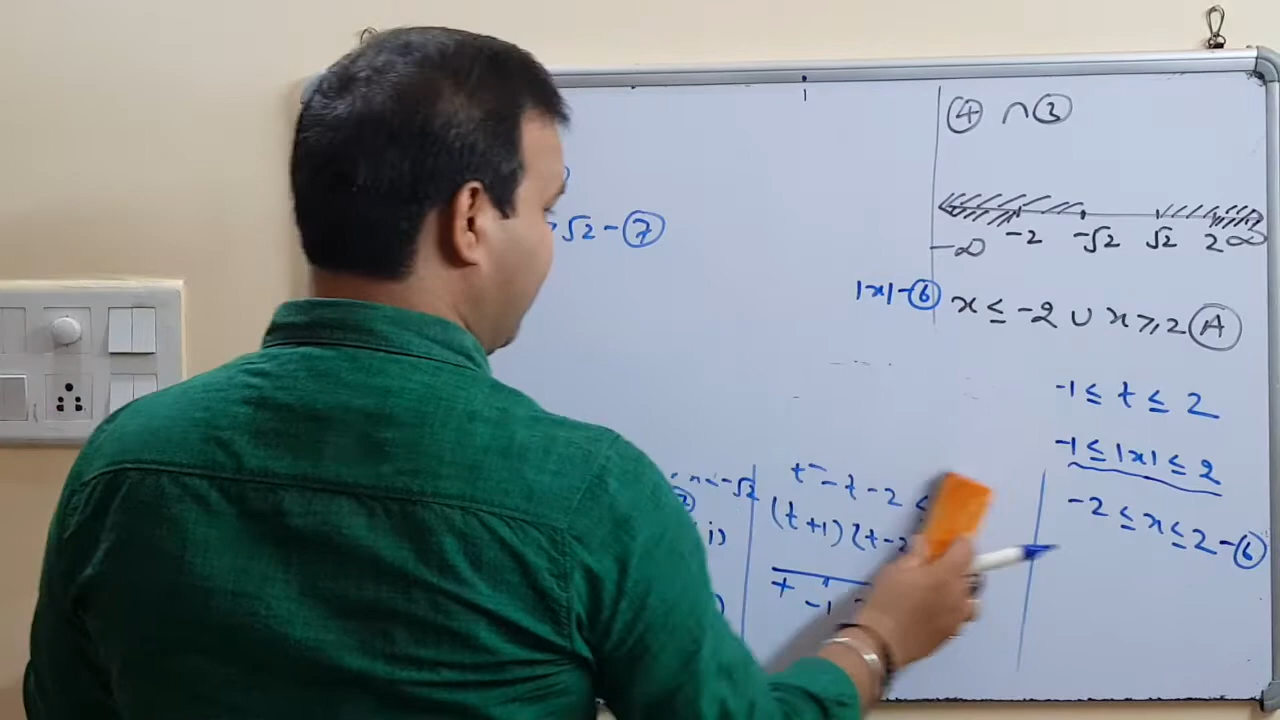 ④ ∩ ③
-∞ -2 -√2 √2 2 ∞
√2 - ⑦
|x| - ⑥
x ≤ -2 ∪ x ≥ 2 Ⓐ
-1 ≤ t ≤ 2
-1 ≤ |x| ≤ 2
-2 ≤ x ≤ 2 - ⑥
-√2
t² - t - 2 ≤
(t+1)(t-2
+ -1